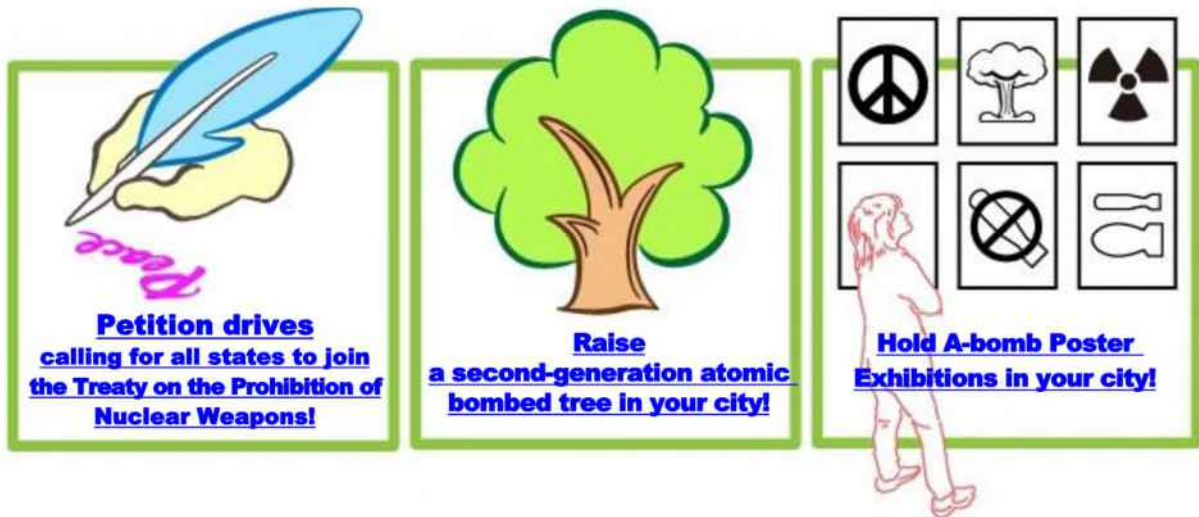 Peace
Petition drives
calling for all states to join
the Treaty on the Prohibition of
Nuclear Weapons!
Raise
a second-generation atomic
bombed tree in your city!
Hold A-bomb Poster
Exhibitions in your city!